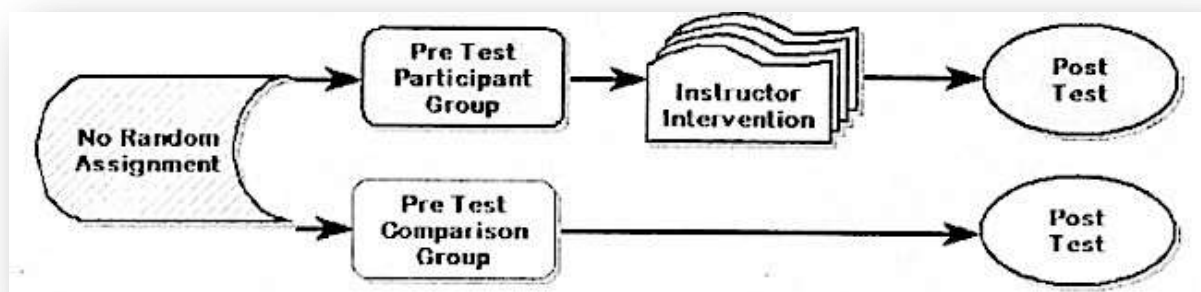 No Random
Assignment
Pre Test
Participant
Group
Instructor
Intervention
Post
Test
Pre Test
Comparison
Group
Post
Test